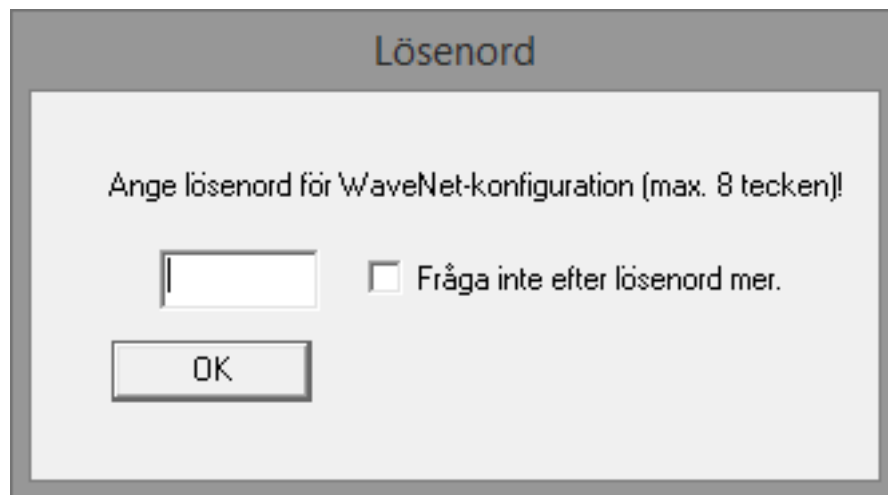 Lösenord
Ange lösenord för WaveNet-konfiguration (max. 8 tecken)!
Fråga inte efter lösenord mer.
OK